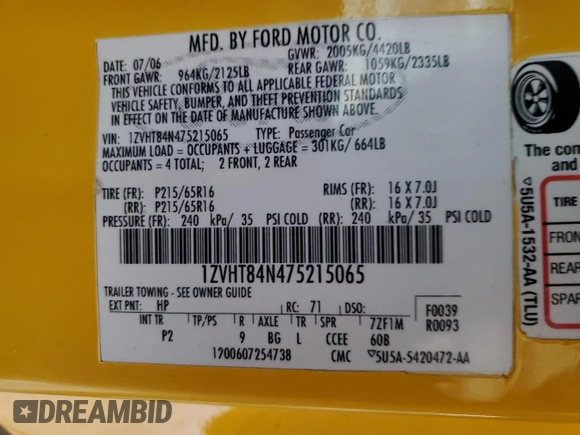 MFD. BY FORD MOTOR CO.
DATE: 07/06
GVWR: 2005KG/4420LB
FRONT GAWR: 964KG/2125LB
REAR GAWR: 1059KG/2335LB
THIS VEHICLE CONFORMS TO ALL APPLICABLE FEDERAL MOTOR
VEHICLE SAFETY, BUMPER, AND THEFT PREVENTION STANDARDS
IN EFFECT ON THE DATE OF MANUFACTURE SHOWN ABOVE.
VIN: 1ZVHT84N475215065 TYPE: Passenger Car
MAXIMUM LOAD = OCCUPANTS + LUGGAGE = 301KG/ 664LB
OCCUPANTS = 4 TOTAL; 2 FRONT, 2 REAR
TIRE (FR): P215/65R16 RIMS (FR): 16 X 7.0J
(RR): P215/65R16 (RR): 16 X 7.0J
PRESSURE (FR): 240 kPa/ 35 PSI COLD (RR): 240 kPa/ 35 PSI COLD
1ZVHT84N475215065
TRAILER TOWING - SEE OWNER GUIDE
EXT PNT: HP RC: 71 DSO: F0039
INT TR TP/PS R AXLE TR SPR 7ZF1M R0093
P2 9 BG L CCEE 60B
1200607254738 CMC 5U5A-5420472-AA
5U5A-1532-AA (TLU)
The con
and
TIRE
FRON
REAR
SPAR
DREAMBID